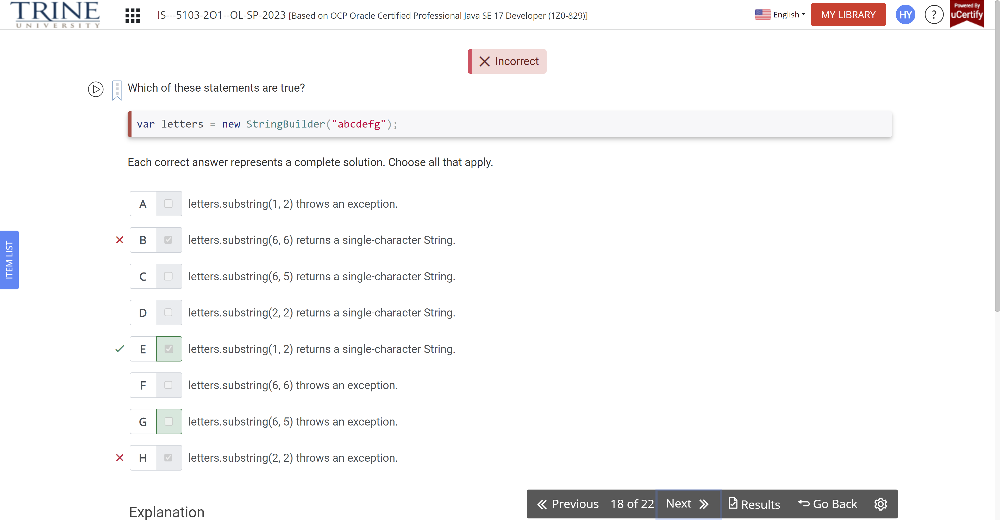 TRINE
UNIVERSITY
IS---5103-2O1--OL-SP-2023 [Based on OCP Oracle Certified Professional Java SE 17 Developer (1Z0-829)]
English
MY LIBRARY
HY
?
Powered By
uCertify
Incorrect
Which of these statements are true?
var letters = new StringBuilder("abcdefg");
Each correct answer represents a complete solution. Choose all that apply.
A letters.substring(1, 2) throws an exception.
B letters.substring(6, 6) returns a single-character String.
C letters.substring(6, 5) returns a single-character String.
D letters.substring(2, 2) returns a single-character String.
E letters.substring(1, 2) returns a single-character String.
F letters.substring(6, 6) throws an exception.
G letters.substring(6, 5) throws an exception.
H letters.substring(2, 2) throws an exception.
ITEM LIST
Explanation
Previous 18 of 22 Next Results Go Back